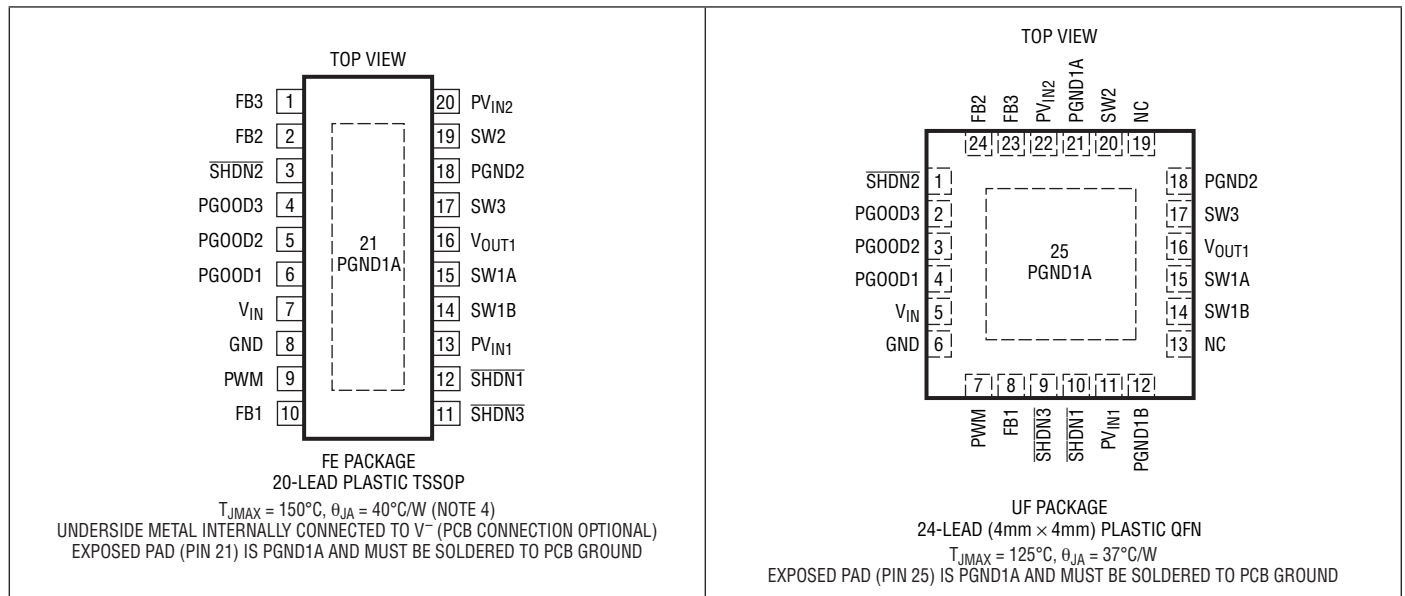 TOP VIEW
FB3 1
FB2 2
SHDN2 3
PGOOD3 4
PGOOD2 5
PGOOD1 6
VIN 7
GND 8
PWM 9
FB1 10
21
PGND1A
20 PVIN2
19 SW2
18 PGND2
17 SW3
16 VOUT1
15 SW1A
14 SW1B
13 PVIN1
12 SHDN1
11 SHDN3
FE PACKAGE
20-LEAD PLASTIC TSSOP
TJMAX = 150°C, θJA = 40°C/W (NOTE 4)
UNDERSIDE METAL INTERNALLY CONNECTED TO V– (PCB CONNECTION OPTIONAL)
EXPOSED PAD (PIN 21) IS PGND1A AND MUST BE SOLDERED TO PCB GROUND
TOP VIEW
FB2
FB3
PVIN2
PGND1A
SW2
NC
24 23 22 21 20 19
SHDN2 1
PGOOD3 2
PGOOD2 3
PGOOD1 4
VIN 5
GND 6
25
PGND1A
18 PGND2
17 SW3
16 VOUT1
15 SW1A
14 SW1B
13 NC
7 8 9 10 11 12
PWM
FB1
SHDN3
SHDN1
PVIN1
PGND1B
UF PACKAGE
24-LEAD (4mm × 4mm) PLASTIC QFN
TJMAX = 125°C, θJA = 37°C/W
EXPOSED PAD (PIN 25) IS PGND1A AND MUST BE SOLDERED TO PCB GROUND